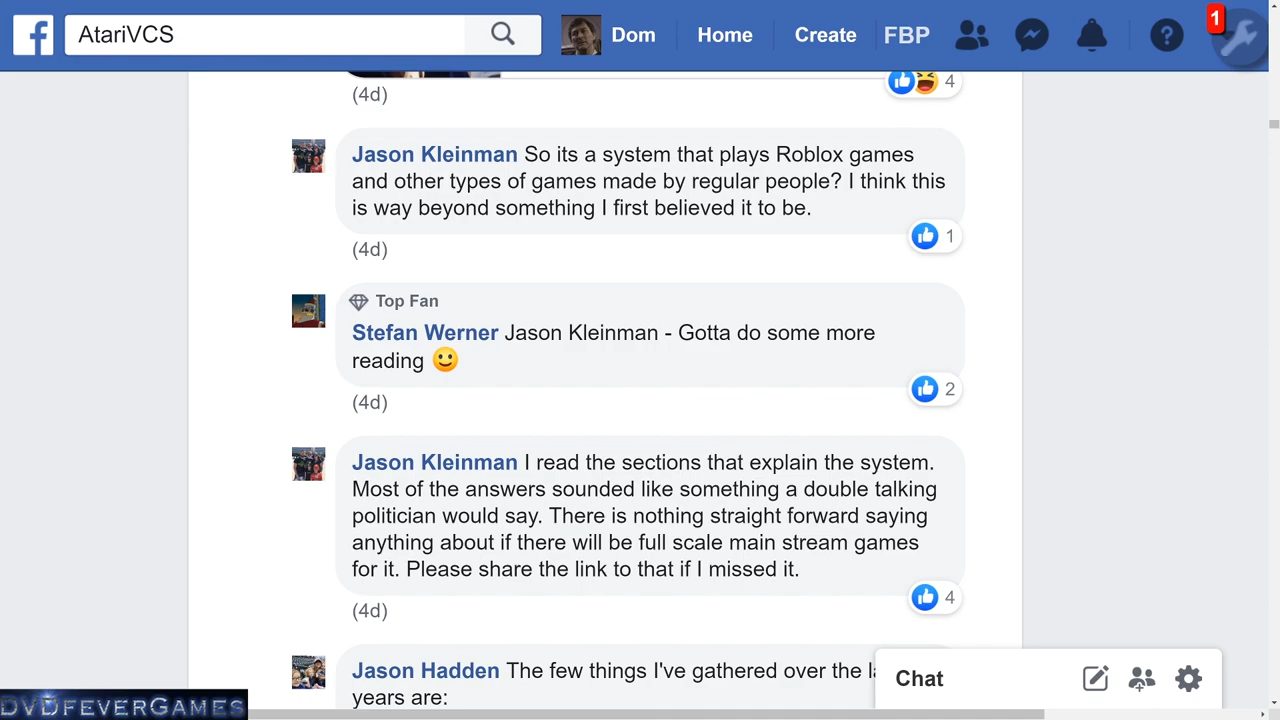 f AtariVCS Dom Home Create FBP ? 1
4
(4d)
Jason Kleinman So its a system that plays Roblox games
and other types of games made by regular people? I think this
is way beyond something I first believed it to be.
1
(4d)
Top Fan
Stefan Werner Jason Kleinman - Gotta do some more
reading 🙂
2
(4d)
Jason Kleinman I read the sections that explain the system.
Most of the answers sounded like something a double talking
politician would say. There is nothing straight forward saying
anything about if there will be full scale main stream games
for it. Please share the link to that if I missed it.
4
(4d)
Jason Hadden The few things I've gathered over the
years are:
Chat
DVDFEVERGAMES